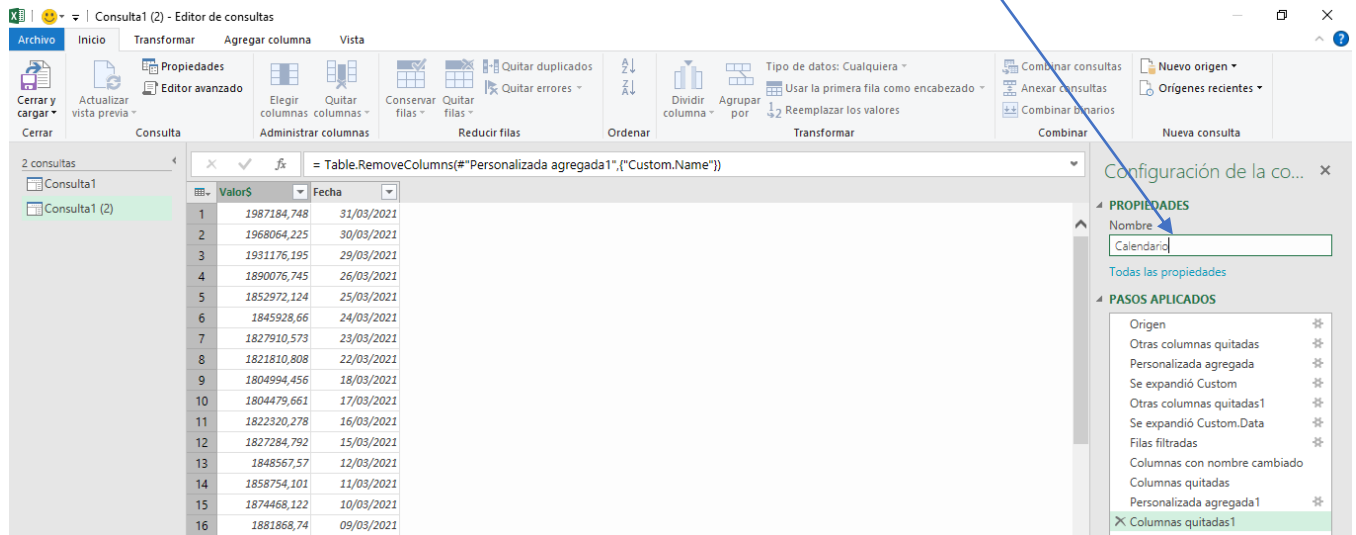 Consulta1 (2) - Editor de consultas
Archivo Inicio Transformar Agregar columna Vista
Cerrar y cargar
Actualizar vista previa
Propiedades
Editor avanzado
Elegir columnas
Quitar columnas
Conservar filas
Quitar filas
Quitar duplicados
Quitar errores
Dividir columna
Agrupar por
Tipo de datos: Cualquiera
Usar la primera fila como encabezado
Reemplazar los valores
Combinar consultas
Anexar consultas
Combinar binarios
Nuevo origen
Orígenes recientes
Cerrar Consulta Administrar columnas Reducir filas Ordenar Transformar Combinar Nueva consulta
2 consultas
Consulta1
Consulta1 (2)
fx = Table.RemoveColumns(#"Personalizada agregada1",{"Custom.Name"})
Valor$ Fecha
1 1987184,748 31/03/2021
2 1968064,225 30/03/2021
3 1931176,195 29/03/2021
4 1890076,745 26/03/2021
5 1852972,124 25/03/2021
6 1845928,66 24/03/2021
7 1827910,573 23/03/2021
8 1821810,808 22/03/2021
9 1804994,456 18/03/2021
10 1804479,661 17/03/2021
11 1822320,278 16/03/2021
12 1827284,792 15/03/2021
13 1848567,57 12/03/2021
14 1858754,101 11/03/2021
15 1874468,122 10/03/2021
16 1881868,74 09/03/2021
Configuración de la co...
PROPIEDADES
Nombre
Calendario
Todas las propiedades
PASOS APLICADOS
Origen
Otras columnas quitadas
Personalizada agregada
Se expandió Custom
Otras columnas quitadas1
Se expandió Custom.Data
Filas filtradas
Columnas con nombre cambiado
Columnas quitadas
Personalizada agregada1
Columnas quitadas1